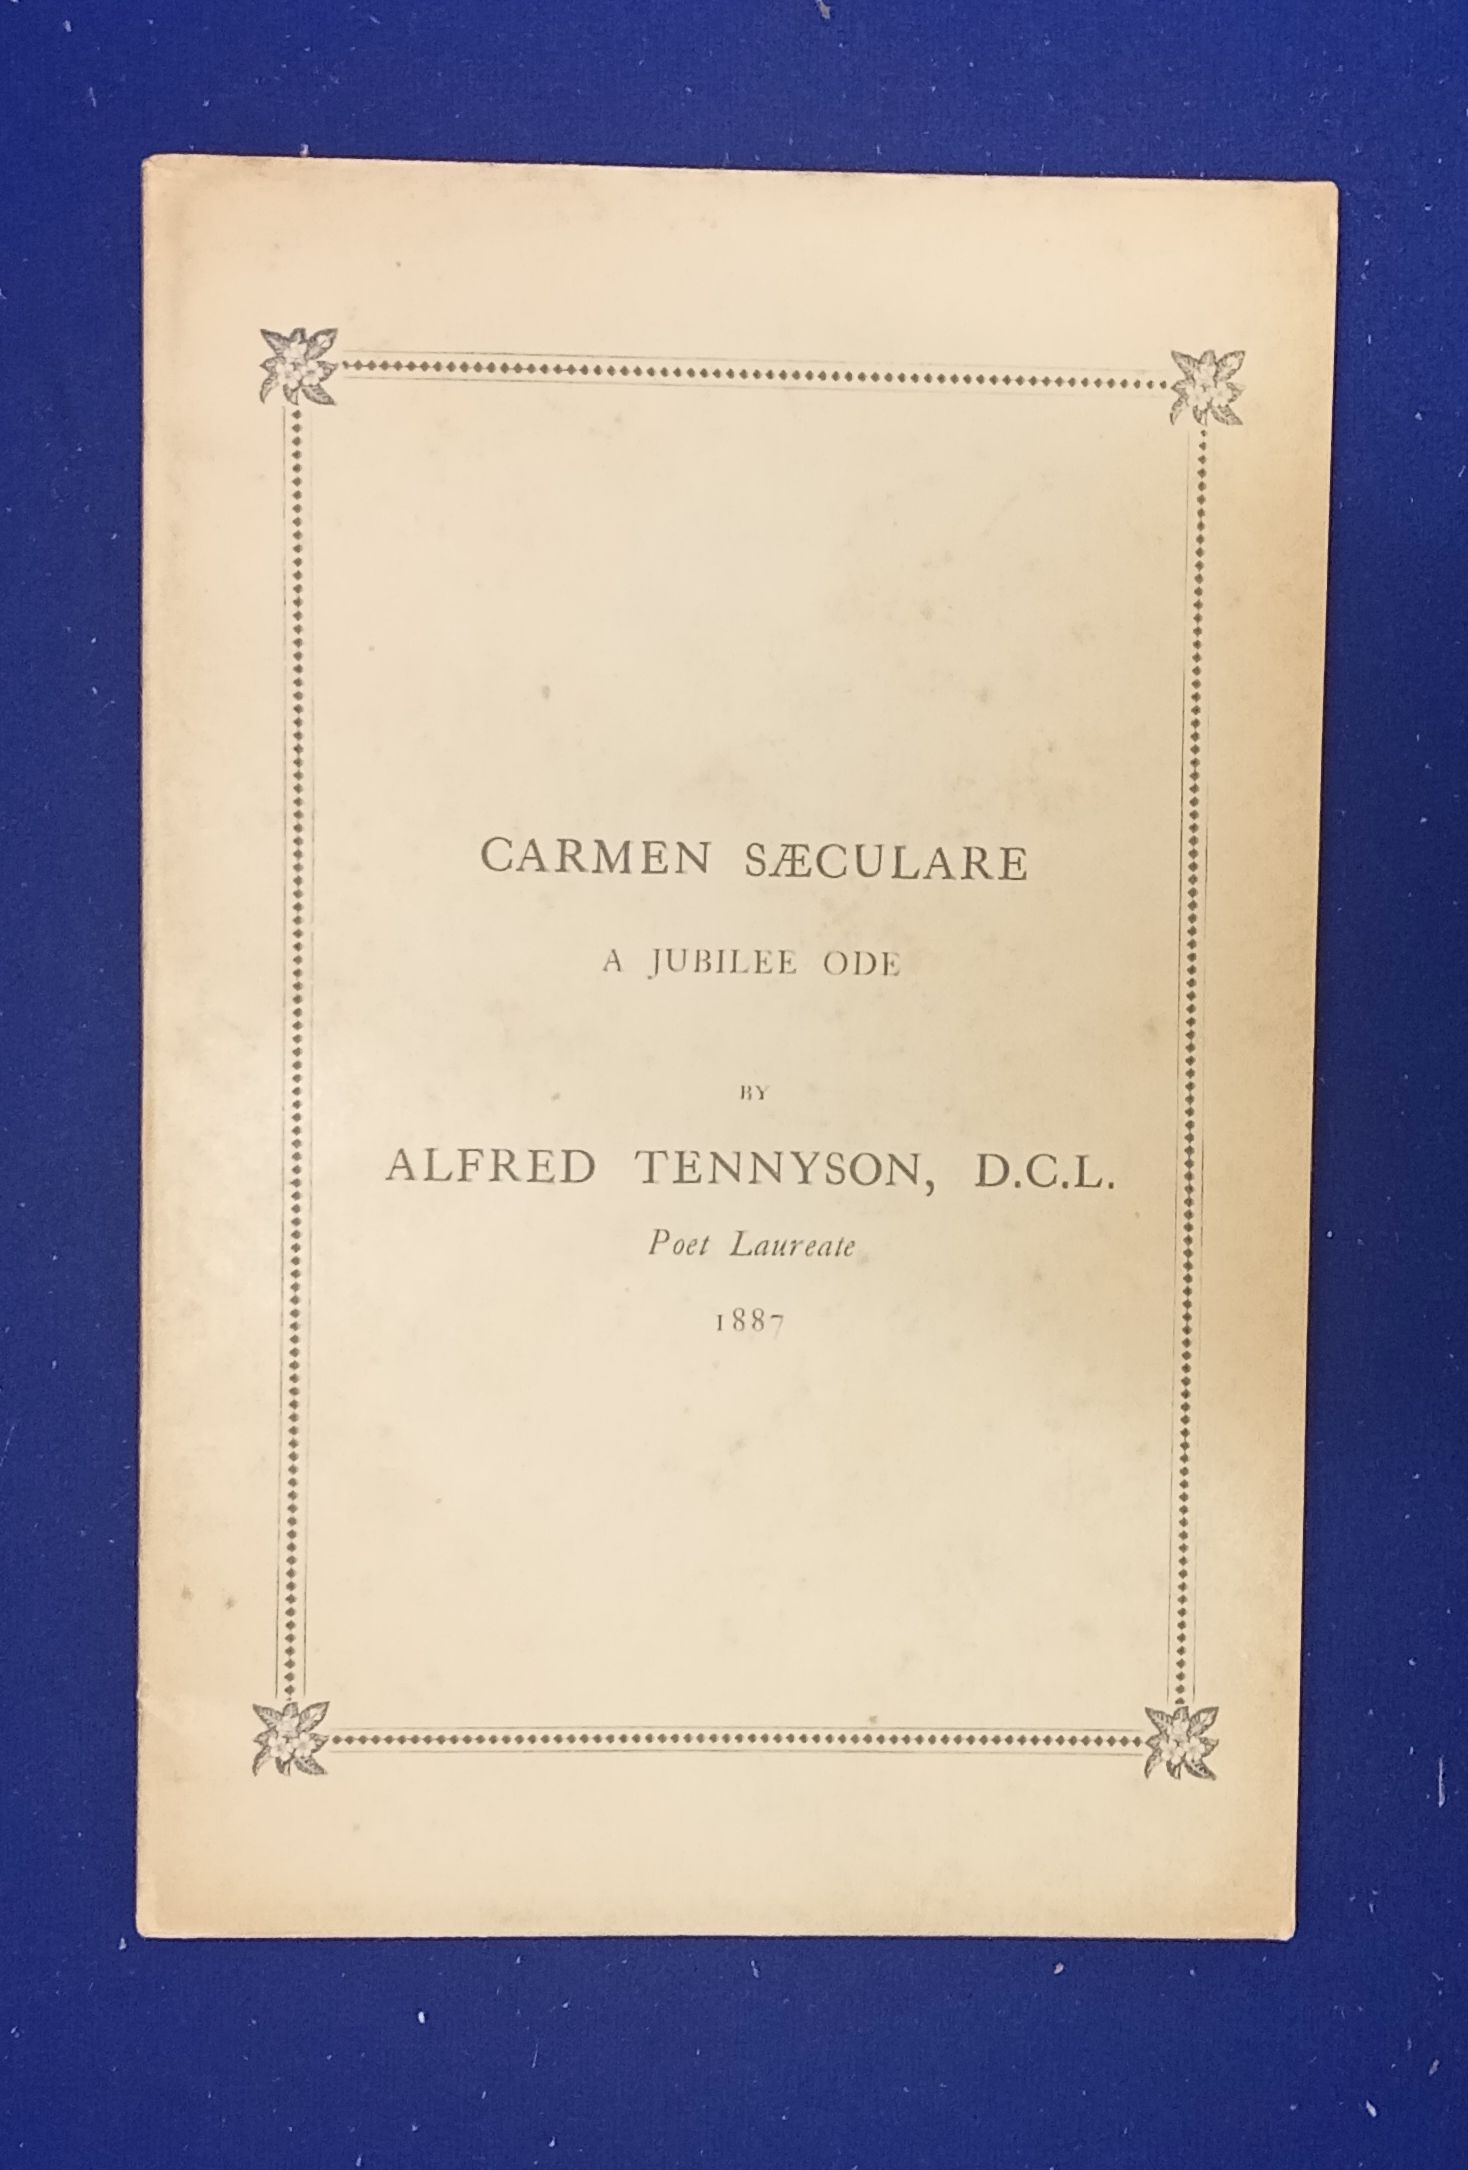 CARMEN SÆCULARE
A JUBILEE ODE
BY
ALFRED TENNYSON, D.C.L.
Poet Laureate
1887